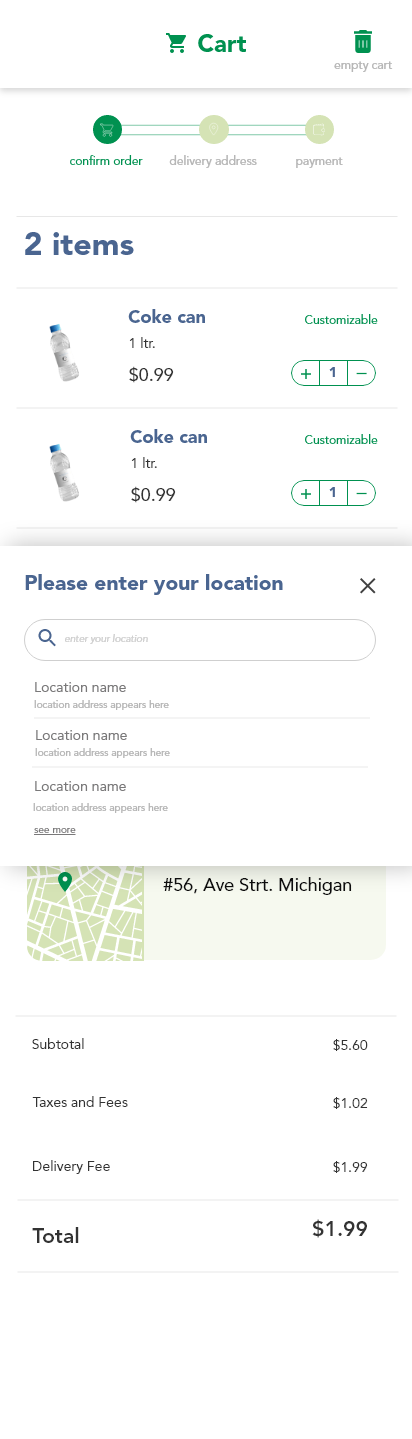 Cart
empty cart
confirm order delivery address payment
2 items
Coke can
Customizable
1 ltr.
$0.99
+ 1 −
Coke can
Customizable
1 ltr.
$0.99
+ 1 −
Please enter your location
enter your location
Location name
location address appears here
Location name
location address appears here
Location name
location address appears here
see more
#56, Ave Strt. Michigan
Subtotal $5.60
Taxes and Fees $1.02
Delivery Fee $1.99
Total $1.99